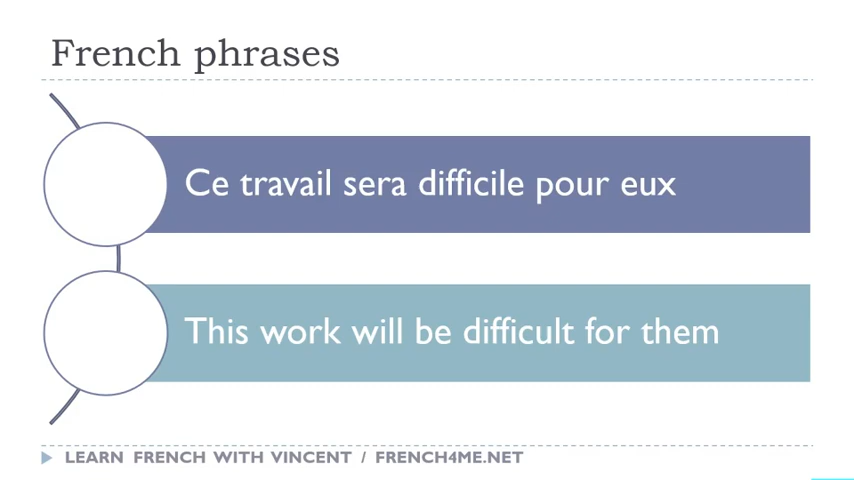 French phrases
Ce travail sera difficile pour eux
This work will be difficult for them
LEARN FRENCH WITH VINCENT / FRENCH4ME.NET